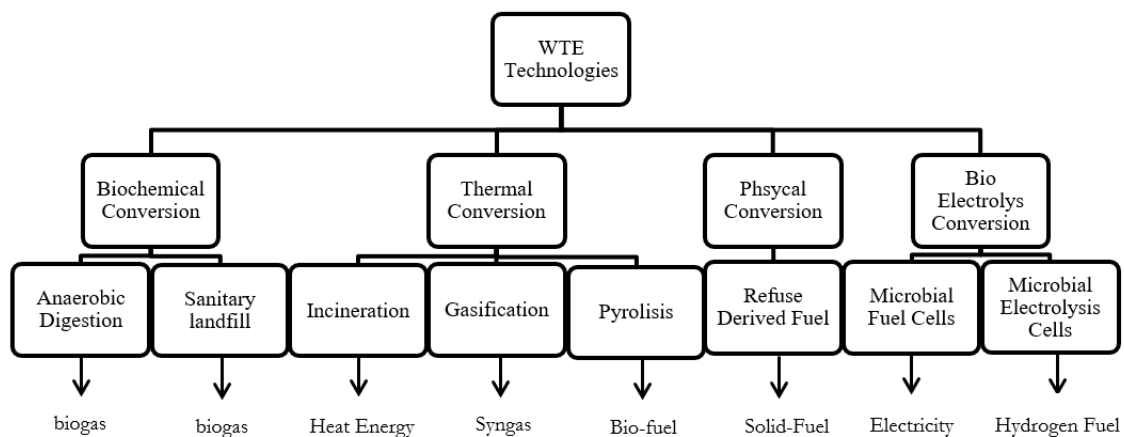 WTE
Technologies
Biochemical
Conversion
Thermal
Conversion
Phsycal
Conversion
Bio
Electrolys
Conversion
Anaerobic
Digestion
Sanitary
landfill
Incineration
Gasification
Pyrolisis
Refuse
Derived Fuel
Microbial
Fuel Cells
Microbial
Electrolysis
Cells
biogas
biogas
Heat Energy
Syngas
Bio-fuel
Solid-Fuel
Electricity
Hydrogen Fuel